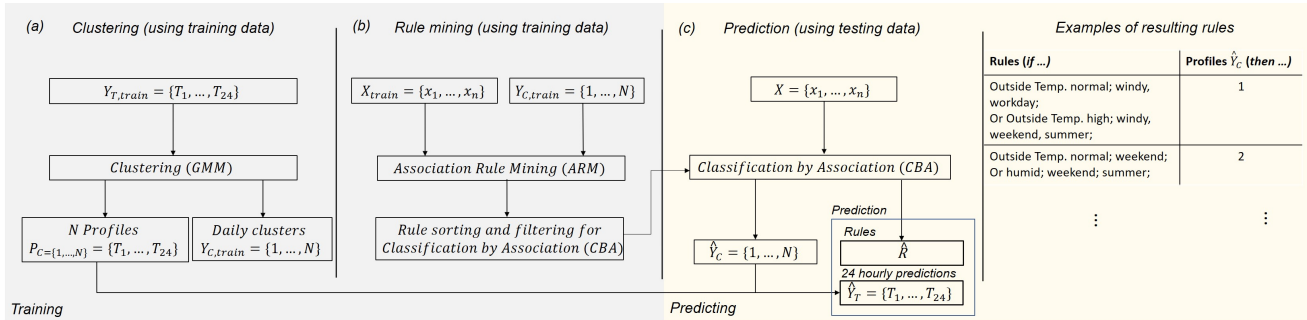 (a) Clustering (using training data)
Y_{T,train} = {T_1, ..., T_24}
Clustering (GMM)
N Profiles
P_{C={1,...,N}} = {T_1, ..., T_24}
Daily clusters
Y_{C,train} = {1, ..., N}
Training
(b) Rule mining (using training data)
X_{train} = {x_1, ..., x_n}
Y_{C,train} = {1, ..., N}
Association Rule Mining (ARM)
Rule sorting and filtering for
Classification by Association (CBA)
(c) Prediction (using testing data)
X = {x_1, ..., x_n}
Classification by Association (CBA)
Prediction
Rules
R̂
Ŷ_C = {1, ..., N}
24 hourly predictions
Ŷ_T = {T_1, ..., T_24}
Predicting
Examples of resulting rules
Rules (if ...) Profiles Ŷ_C (then ...)
Outside Temp. normal; windy, 1
workday;
Or Outside Temp. high; windy,
weekend, summer;
Outside Temp. normal; weekend; 2
Or humid; weekend; summer;
⋮ ⋮